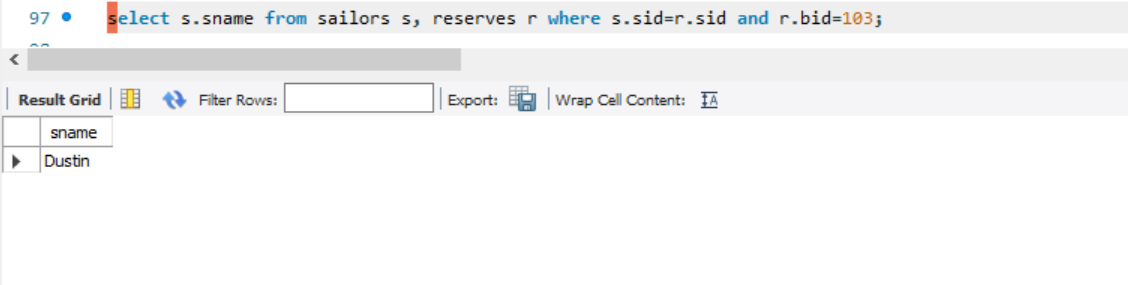 97 select s.sname from sailors s, reserves r where s.sid=r.sid and r.bid=103;
Result Grid Filter Rows: Export: Wrap Cell Content: IA
sname
Dustin